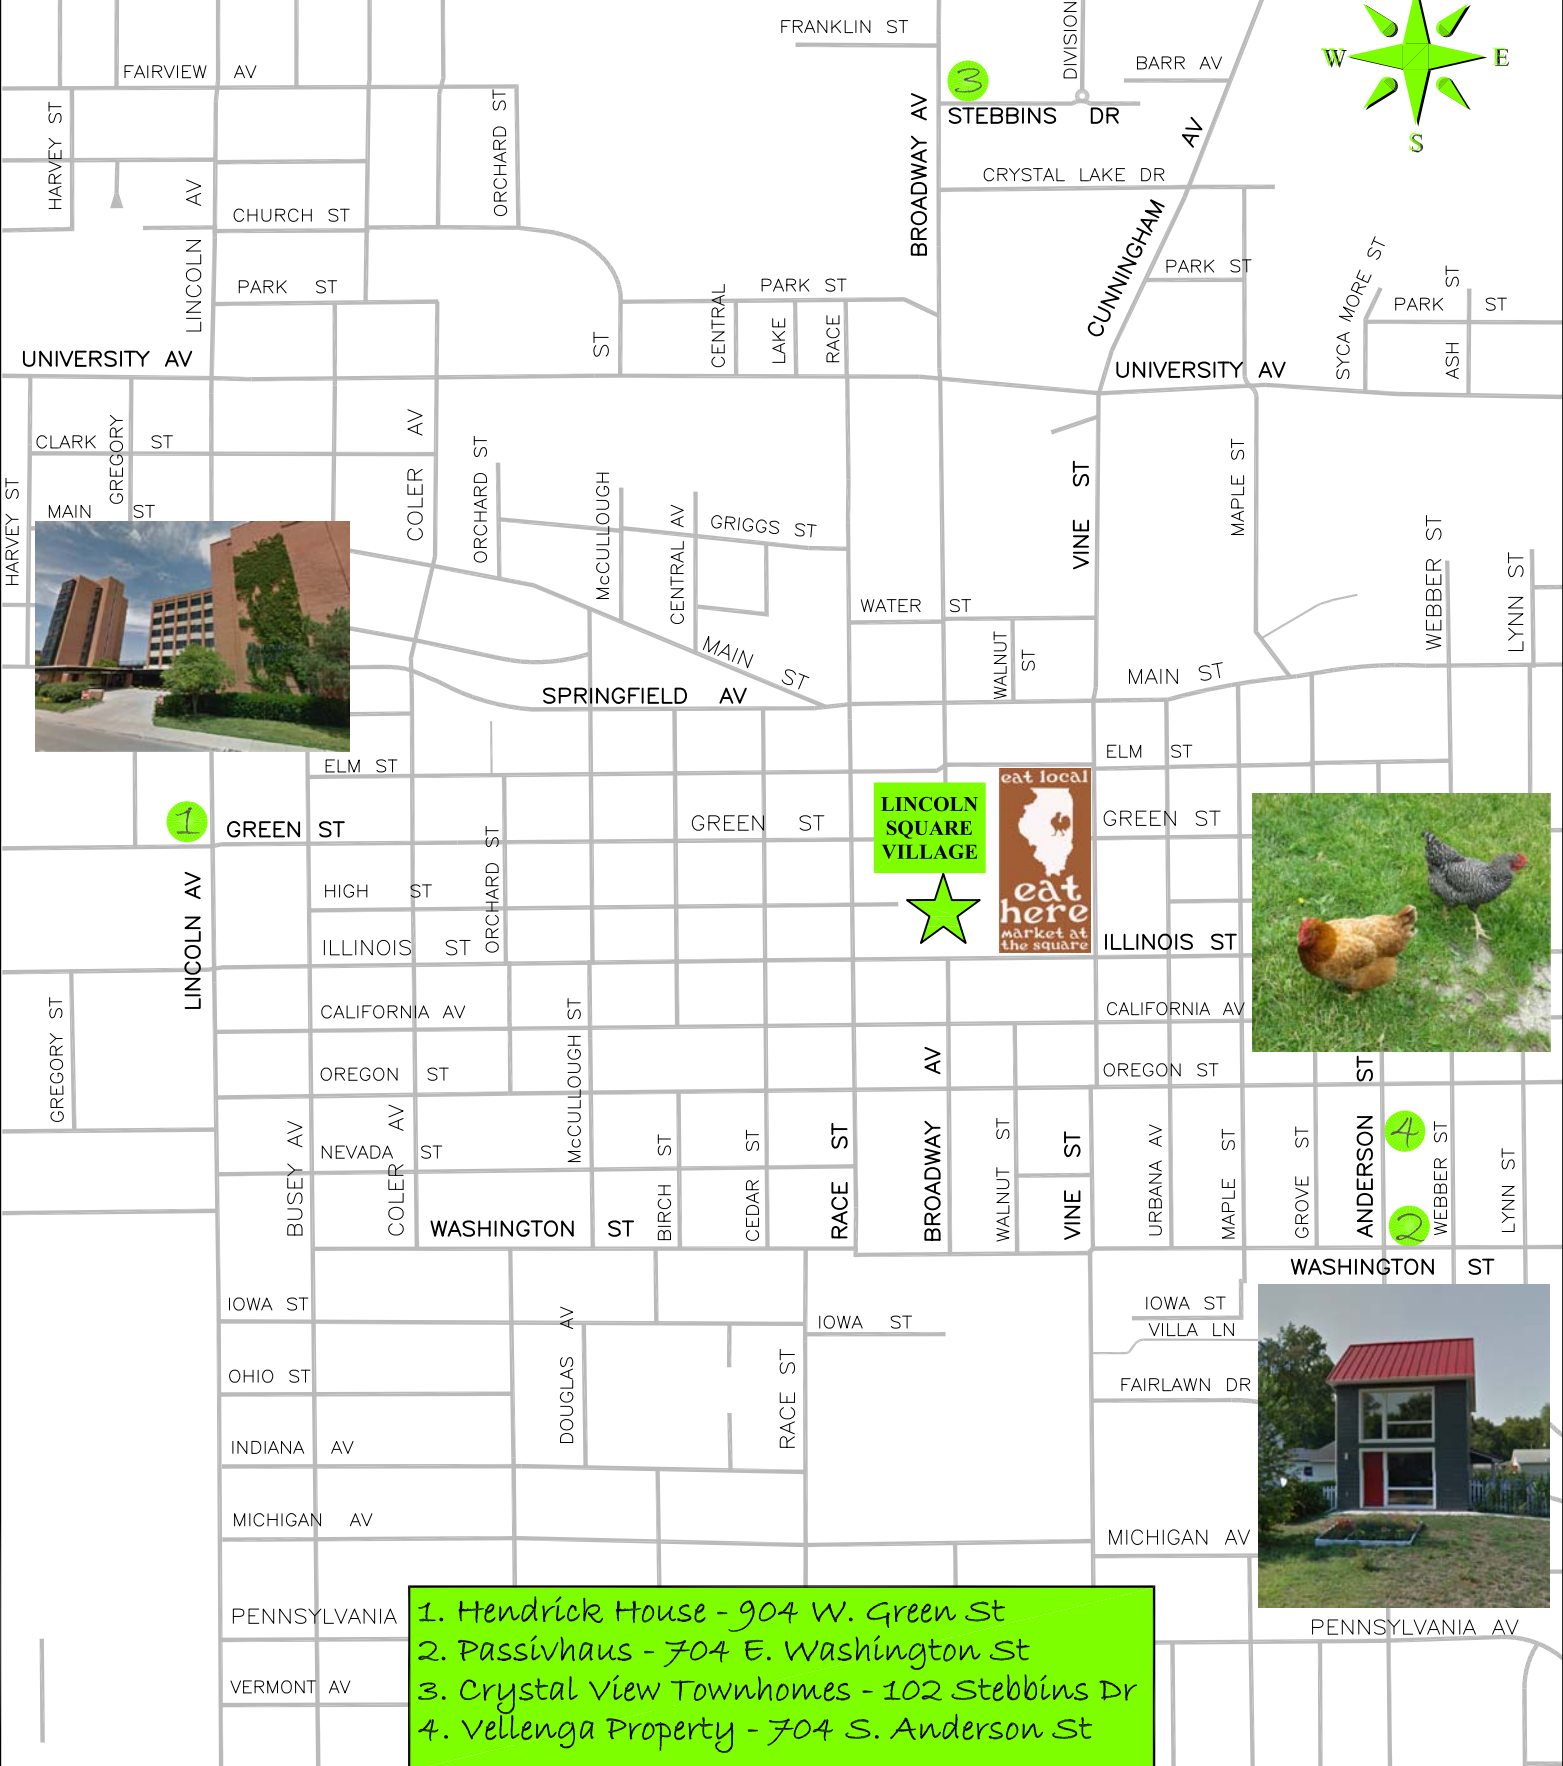 FRANKLIN ST
DIVISION
FAIRVIEW AV
BARR AV
W
E
S
3
HARVEY ST
ORCHARD ST
BROADWAY AV
STEBBINS DR
AV
CRYSTAL LAKE DR
LINCOLN AV
CHURCH ST
CUNNINGHAM
PARK ST
PARK ST
PARK ST
SYCA MORE ST
PARK ST
ASH ST
ST
CENTRAL
LAKE
RACE
UNIVERSITY AV
UNIVERSITY AV
CLARK ST
GREGORY
COLER AV
ORCHARD ST
McCULLOUGH
CENTRAL AV
GRIGGS ST
VINE ST
MAPLE ST
HARVEY ST
MAIN ST
WEBBER ST
LYNN ST
WATER ST
WALNUT ST
MAIN ST
MAIN ST
SPRINGFIELD AV
ELM ST
ELM ST
1
GREEN ST
GREEN ST
LINCOLN
SQUARE
VILLAGE
eat local
eat
here
market at
the square
GREEN ST
LINCOLN AV
HIGH ST
ORCHARD ST
ILLINOIS ST
ILLINOIS ST
GREGORY ST
CALIFORNIA AV
McCULLOUGH ST
CALIFORNIA AV
OREGON ST
OREGON ST
BUSEY AV
COLER AV
NEVADA ST
BIRCH ST
CEDAR ST
RACE ST
BROADWAY AV
WALNUT ST
VINE ST
URBANA AV
MAPLE ST
GROVE ST
ANDERSON ST
4
WEBBER ST
LYNN ST
2
WASHINGTON ST
WASHINGTON ST
IOWA ST
DOUGLAS AV
IOWA ST
IOWA ST
VILLA LN
OHIO ST
RACE ST
FAIRLAWN DR
INDIANA AV
MICHIGAN AV
MICHIGAN AV
PENNSYLVANIA
PENNSYLVANIA AV
VERMONT AV
1. Hendrick House - 904 W. Green St
2. Passivhaus - 704 E. Washington St
3. Crystal View Townhomes - 102 Stebbins Dr
4. Vellenga Property - 704 S. Anderson St